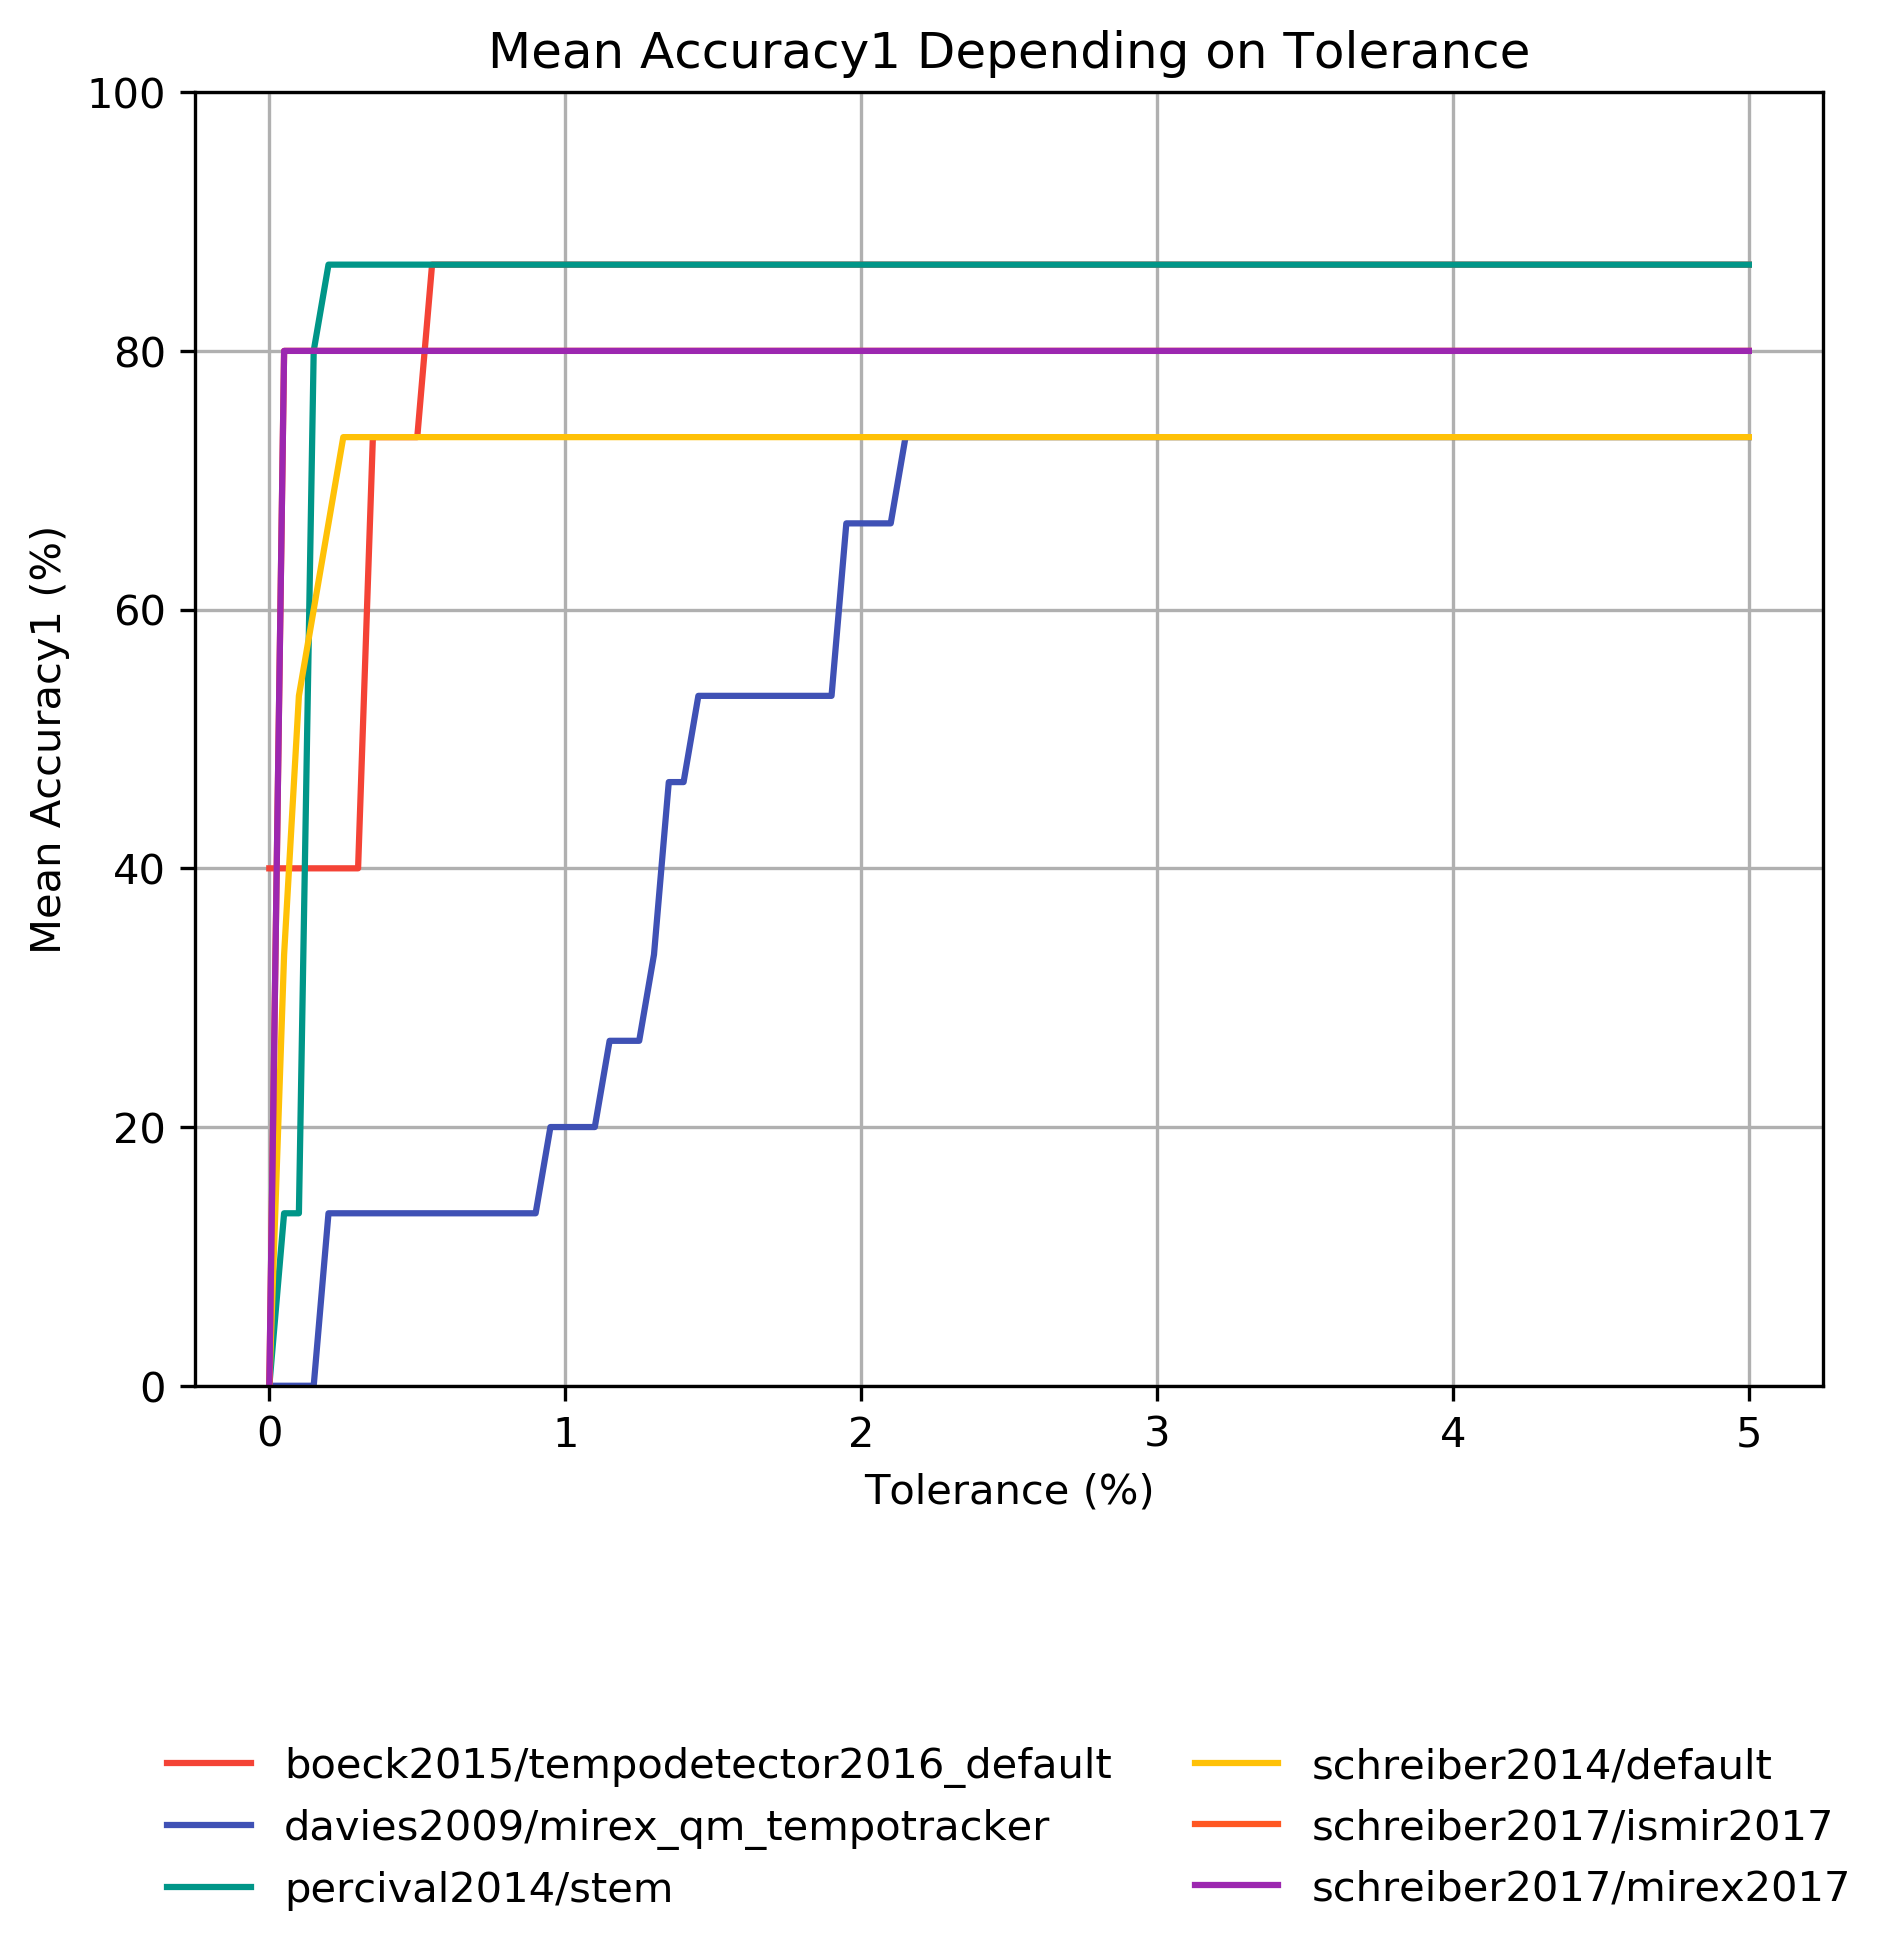 Mean Accuracy1 Depending on Tolerance
100
80
60
40
20
0
Mean Accuracy1 (%)
0 1 2 3 4 5
Tolerance (%)
boeck2015/tempodetector2016_default
davies2009/mirex_qm_tempotracker
percival2014/stem
schreiber2014/default
schreiber2017/ismir2017
schreiber2017/mirex2017